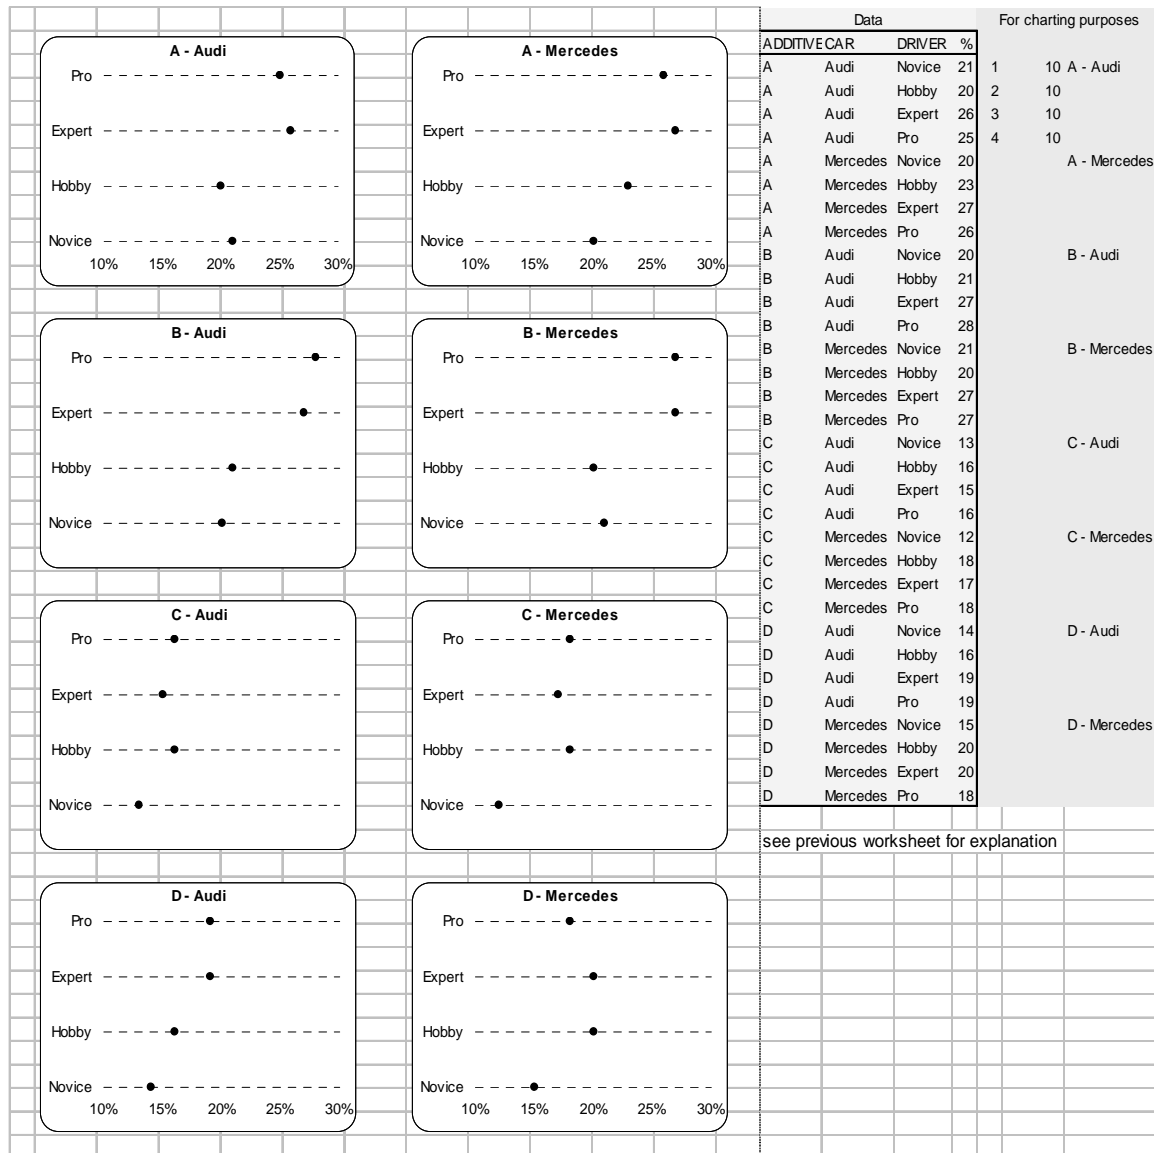 A - Audi
Pro
Expert
Hobby
Novice
10% 15% 20% 25% 30%
A - Mercedes
Pro
Expert
Hobby
Novice
10% 15% 20% 25% 30%
B - Audi
Pro
Expert
Hobby
Novice
B - Mercedes
Pro
Expert
Hobby
Novice
C - Audi
Pro
Expert
Hobby
Novice
C - Mercedes
Pro
Expert
Hobby
Novice
D - Audi
Pro
Expert
Hobby
Novice
10% 15% 20% 25% 30%
D - Mercedes
Pro
Expert
Hobby
Novice
10% 15% 20% 25% 30%
Data For charting purposes
ADDITIVE CAR DRIVER %
A Audi Novice 21 1 10 A - Audi
A Audi Hobby 20 2 10
A Audi Expert 26 3 10
A Audi Pro 25 4 10
A Mercedes Novice 20 A - Mercedes
A Mercedes Hobby 23
A Mercedes Expert 27
A Mercedes Pro 26
B Audi Novice 20 B - Audi
B Audi Hobby 21
B Audi Expert 27
B Audi Pro 28
B Mercedes Novice 21 B - Mercedes
B Mercedes Hobby 20
B Mercedes Expert 27
B Mercedes Pro 27
C Audi Novice 13 C - Audi
C Audi Hobby 16
C Audi Expert 15
C Audi Pro 16
C Mercedes Novice 12 C - Mercedes
C Mercedes Hobby 18
C Mercedes Expert 17
C Mercedes Pro 18
D Audi Novice 14 D - Audi
D Audi Hobby 16
D Audi Expert 19
D Audi Pro 19
D Mercedes Novice 15 D - Mercedes
D Mercedes Hobby 20
D Mercedes Expert 20
D Mercedes Pro 18
see previous worksheet for explanation